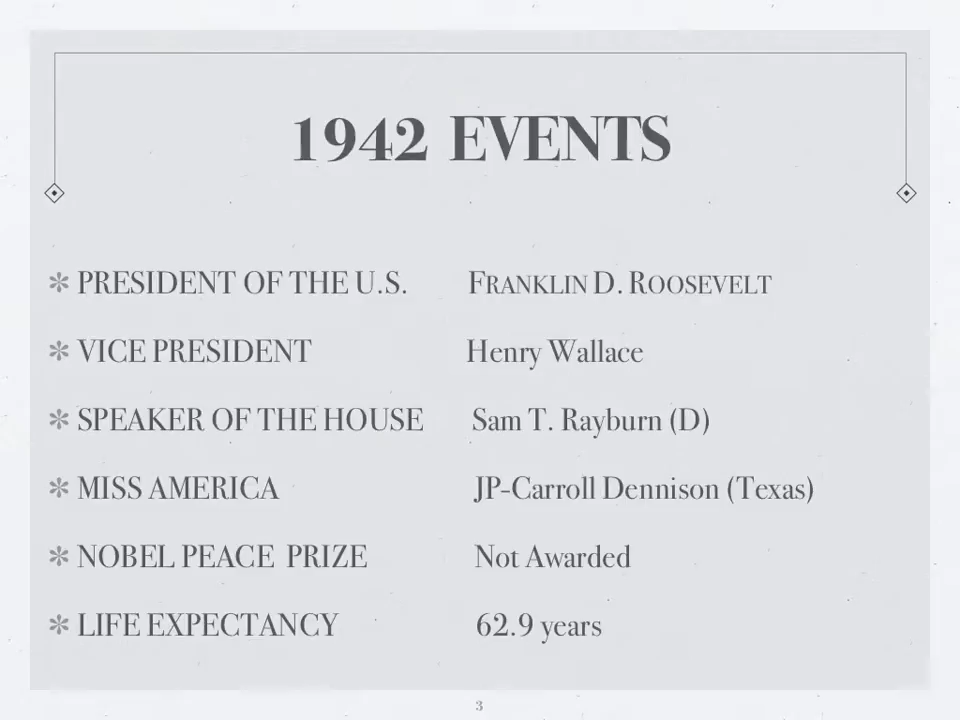 1942 EVENTS
✻ PRESIDENT OF THE U.S. FRANKLIN D. ROOSEVELT
✻ VICE PRESIDENT Henry Wallace
✻ SPEAKER OF THE HOUSE Sam T. Rayburn (D)
✻ MISS AMERICA JP-Carroll Dennison (Texas)
✻ NOBEL PEACE PRIZE Not Awarded
✻ LIFE EXPECTANCY 62.9 years
3